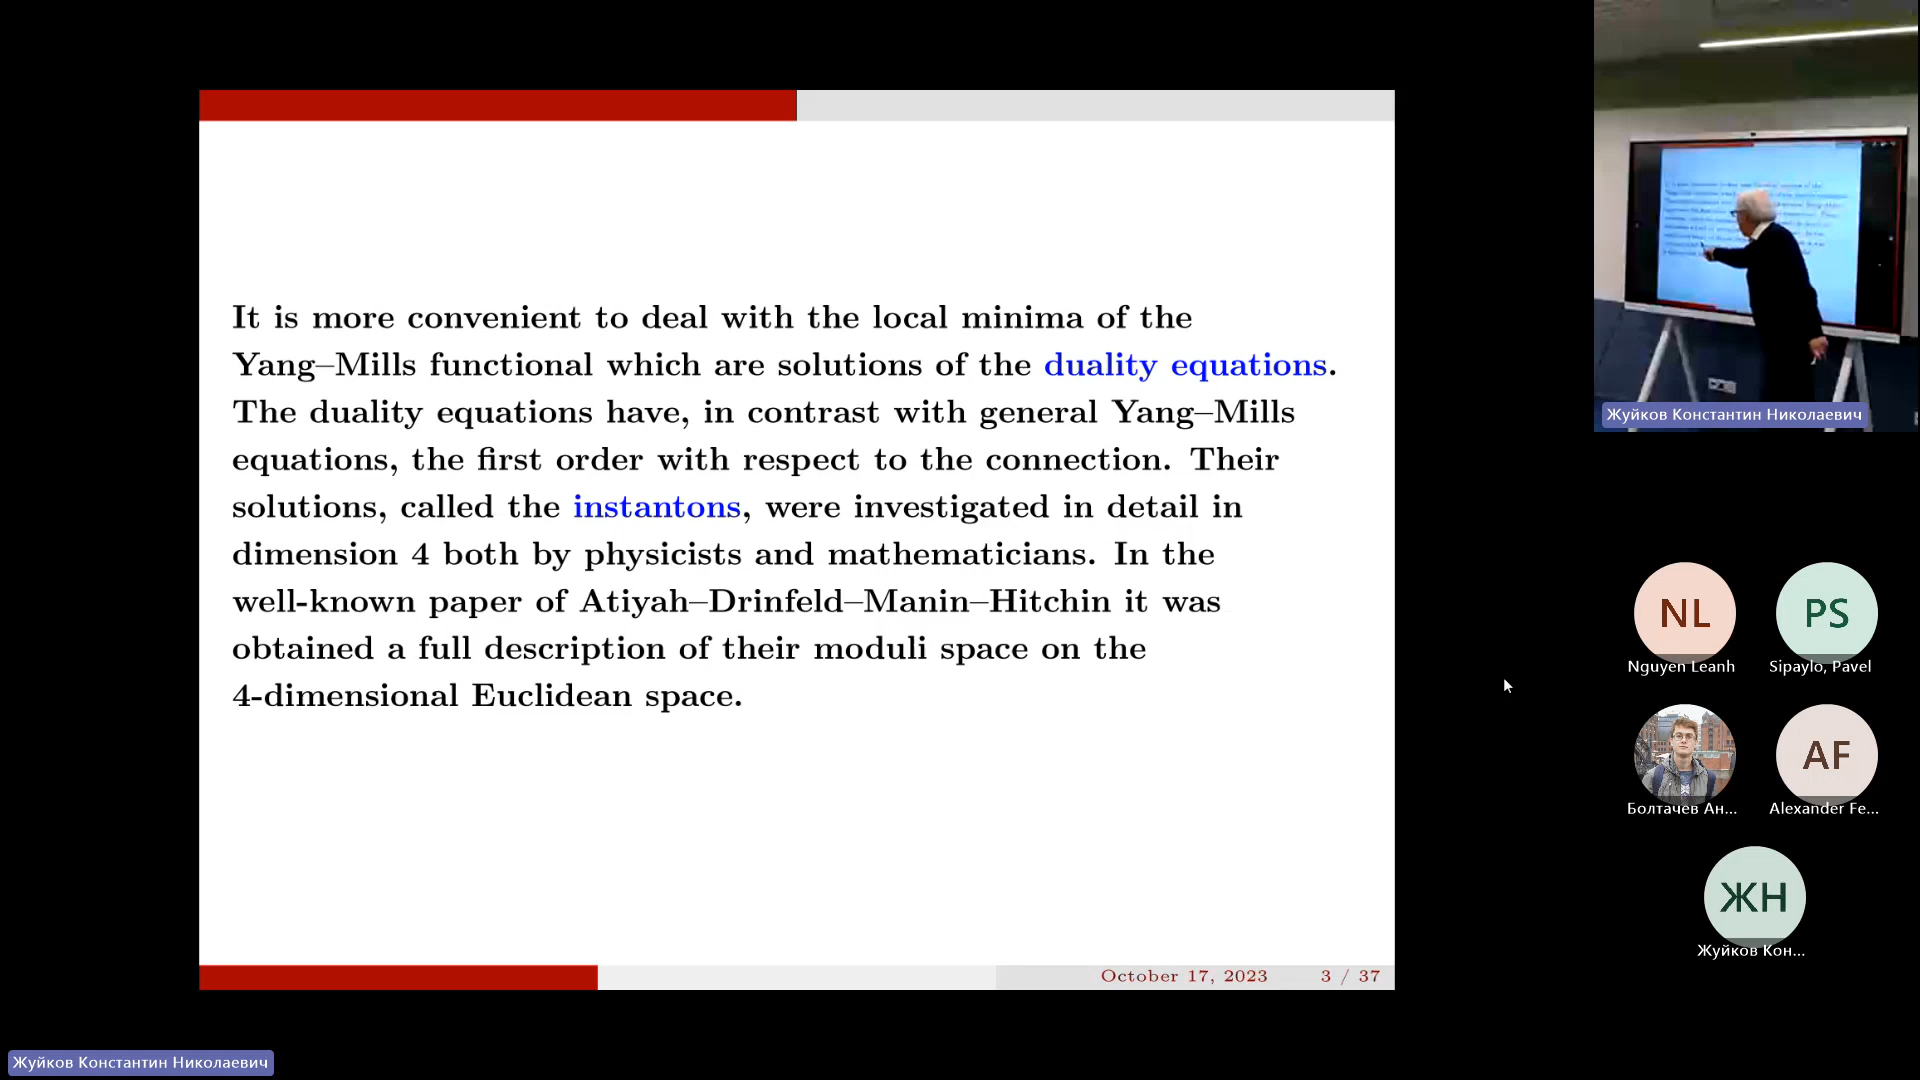 It is more convenient to deal with the local minima of the
Yang–Mills functional which are solutions of the duality equations.
The duality equations have, in contrast with general Yang–Mills
equations, the first order with respect to the connection. Their
solutions, called the instantons, were investigated in detail in
dimension 4 both by physicists and mathematicians. In the
well-known paper of Atiyah–Drinfeld–Manin–Hitchin it was
obtained a full description of their moduli space on the
4-dimensional Euclidean space.
October 17, 2023 3 / 37
Жуйков Константин Николаевич
NL
Nguyen Leanh
PS
Sipaylo, Pavel
Болтачев Ан...
AF
Alexander Fe...
ЖН
Жуйков Кон...
Жуйков Константин Николаевич